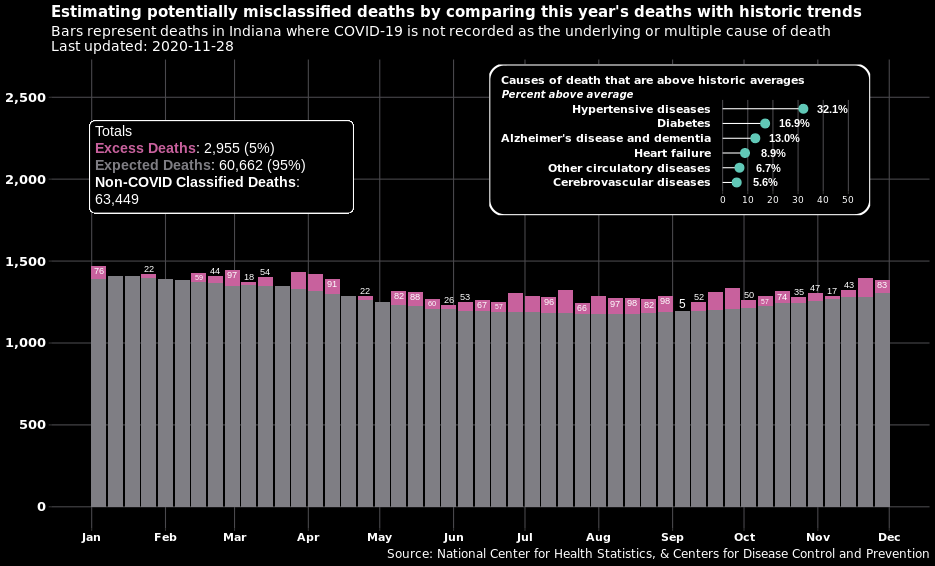 Estimating potentially misclassified deaths by comparing this year's deaths with historic trends
Bars represent deaths in Indiana where COVID-19 is not recorded as the underlying or multiple cause of death
Last updated: 2020-11-28
Causes of death that are above historic averages
Percent above average
Hypertensive diseases 32.1%
Diabetes 16.9%
Alzheimer's disease and dementia 13.0%
Heart failure 8.9%
Other circulatory diseases 6.7%
Cerebrovascular diseases 5.6%
0 10 20 30 40 50
Totals
Excess Deaths: 2,955 (5%)
Expected Deaths: 60,662 (95%)
Non-COVID Classified Deaths:
63,449
2,500
2,000
1,500
1,000
500
0
76 22 59 44 97 18 54 91 22 82 88 60 26 53 67 57 96 66 97 98 82 98 5 52 50 57 74 35 47 17 43 83
Jan Feb Mar Apr May Jun Jul Aug Sep Oct Nov Dec
Source: National Center for Health Statistics, & Centers for Disease Control and Prevention